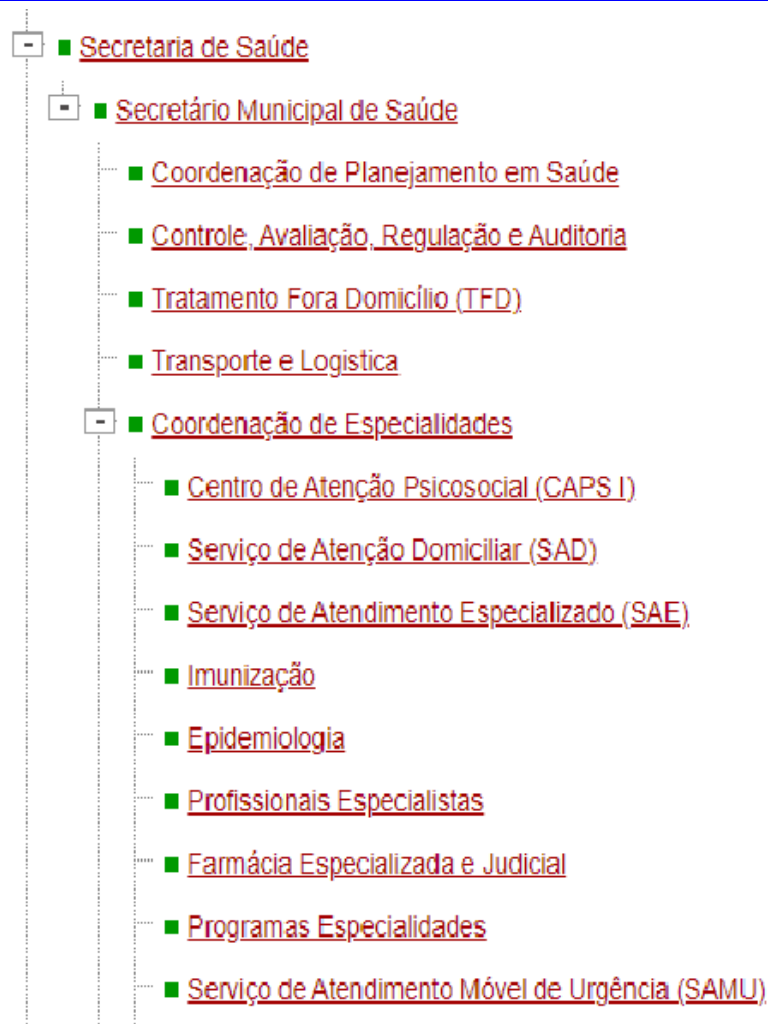 Secretaria de Saúde
Secretário Municipal de Saúde
Coordenação de Planejamento em Saúde
Controle, Avaliação, Regulação e Auditoria
Tratamento Fora Domicílio (TFD)
Transporte e Logistica
Coordenação de Especialidades
Centro de Atenção Psicosocial (CAPS I)
Serviço de Atenção Domiciliar (SAD)
Serviço de Atendimento Especializado (SAE)
Imunização
Epidemiologia
Profissionais Especialistas
Farmácia Especializada e Judicial
Programas Especialidades
Serviço de Atendimento Móvel de Urgência (SAMU)